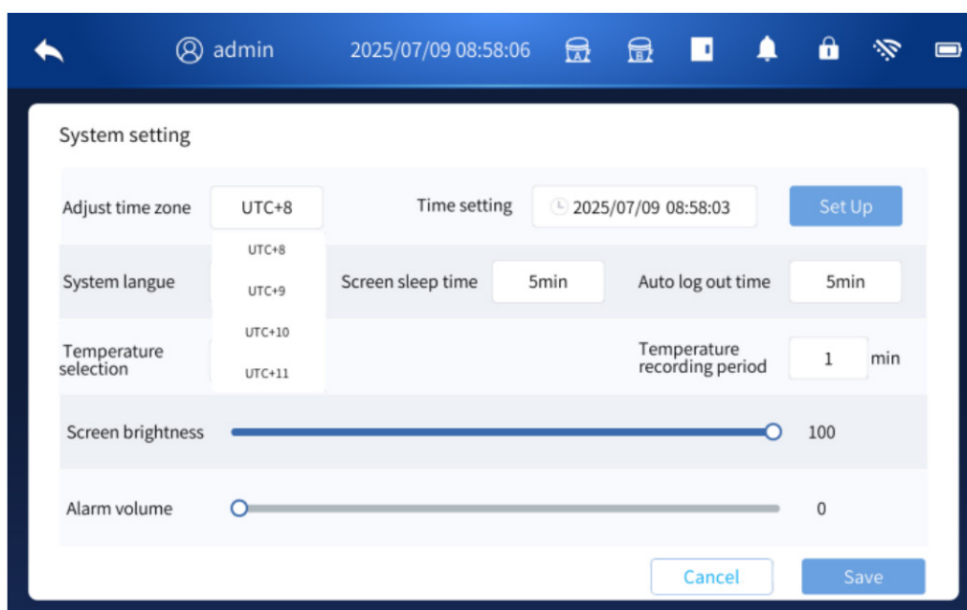 admin 2025/07/09 08:58:06 A B
System setting
Adjust time zone UTC+8 Time setting 2025/07/09 08:58:03 Set Up
UTC+8
System langue UTC+9 Screen sleep time 5min Auto log out time 5min
UTC+10
Temperature
selection
UTC+11
Temperature
recording period
1 min
Screen brightness 100
Alarm volume 0
Cancel Save